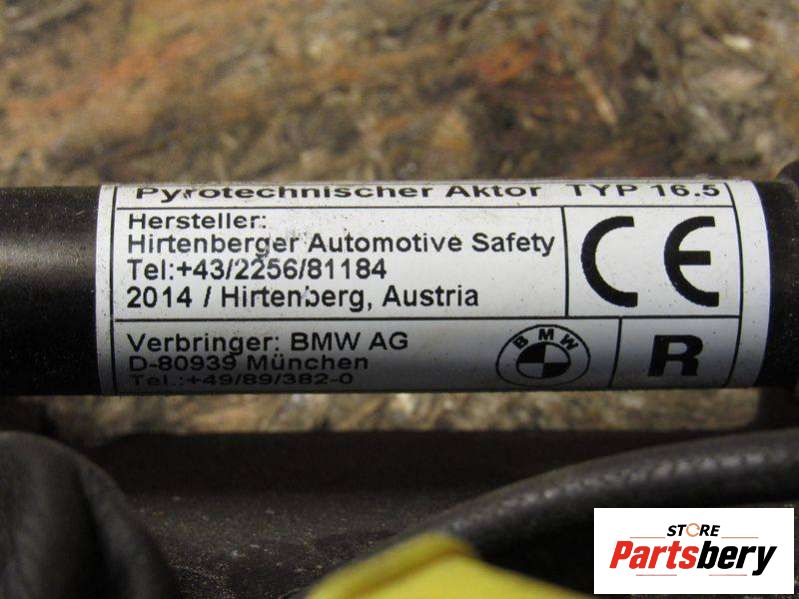 Pyrotechnischer Aktor TYP 16.5
Hersteller:
Hirtenberger Automotive Safety
Tel:+43/2256/81184
2014 / Hirtenberg, Austria
CE
Verbringer: BMW AG
D-80939 München
Tel.:+49/89/382-0
BMW
R
STORE
Partsbery